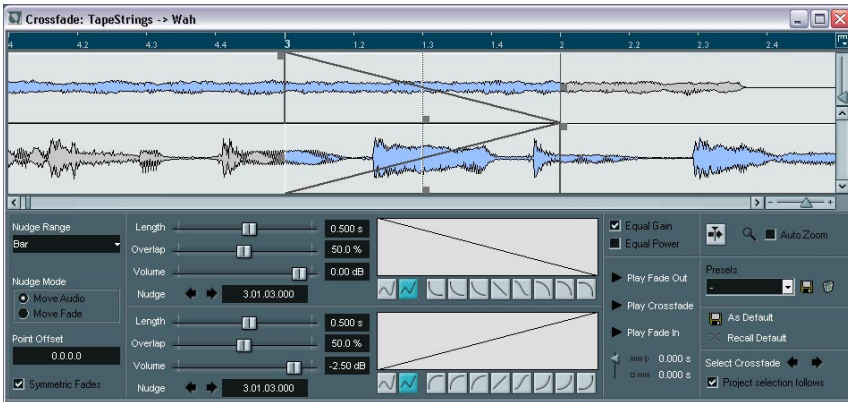 Crossfade: TapeStrings -> Wah
4 4.2 4.3 4.4 3 1.2 1.3 1.4 2 2.2 2.3 2.4
Nudge Range
Bar
Nudge Mode
Move Audio
Move Fade
Point Offset
0.0.0.0
Symmetric Fades
Length 0.500 s
Overlap 50.0 %
Volume 0.00 dB
Nudge 3.01.03.000
Length 0.500 s
Overlap 50.0 %
Volume -2.50 dB
Nudge 3.01.03.000
Equal Gain
Equal Power
Play Fade Out
Play Crossfade
Play Fade In
0.000 s
0.000 s
Auto Zoom
Presets
-
As Default
Recall Default
Select Crossfade
Project selection follows